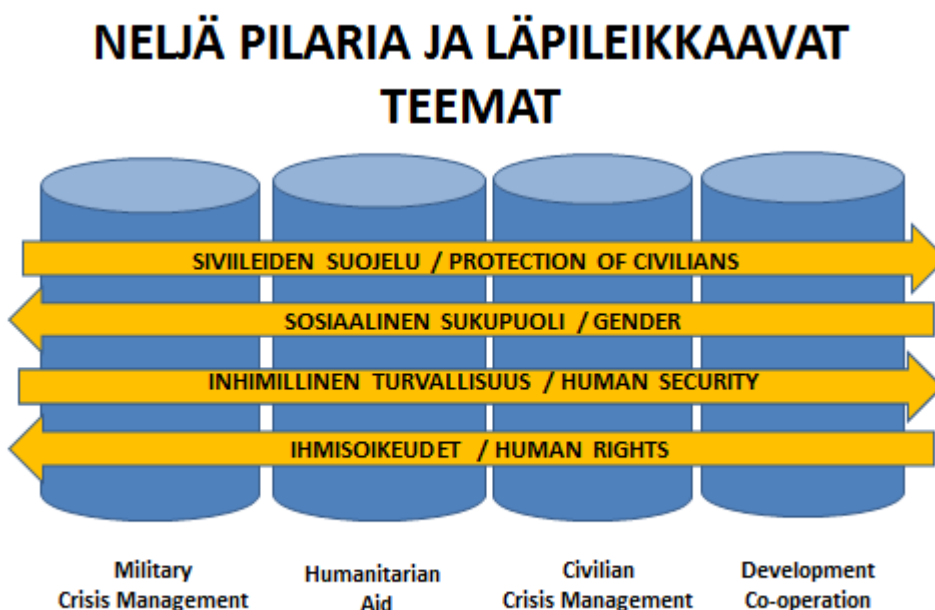 NELJÄ PILARIA JA LÄPILEIKKAAVAT
TEEMAT
SIVIILEIDEN SUOJELU / PROTECTION OF CIVILIANS
SOSIAALINEN SUKUPUOLI / GENDER
INHIMILLINEN TURVALLISUUS / HUMAN SECURITY
IHMISOIKEUDET / HUMAN RIGHTS
Military
Crisis Management
Humanitarian
Aid
Civilian
Crisis Management
Development
Co-operation